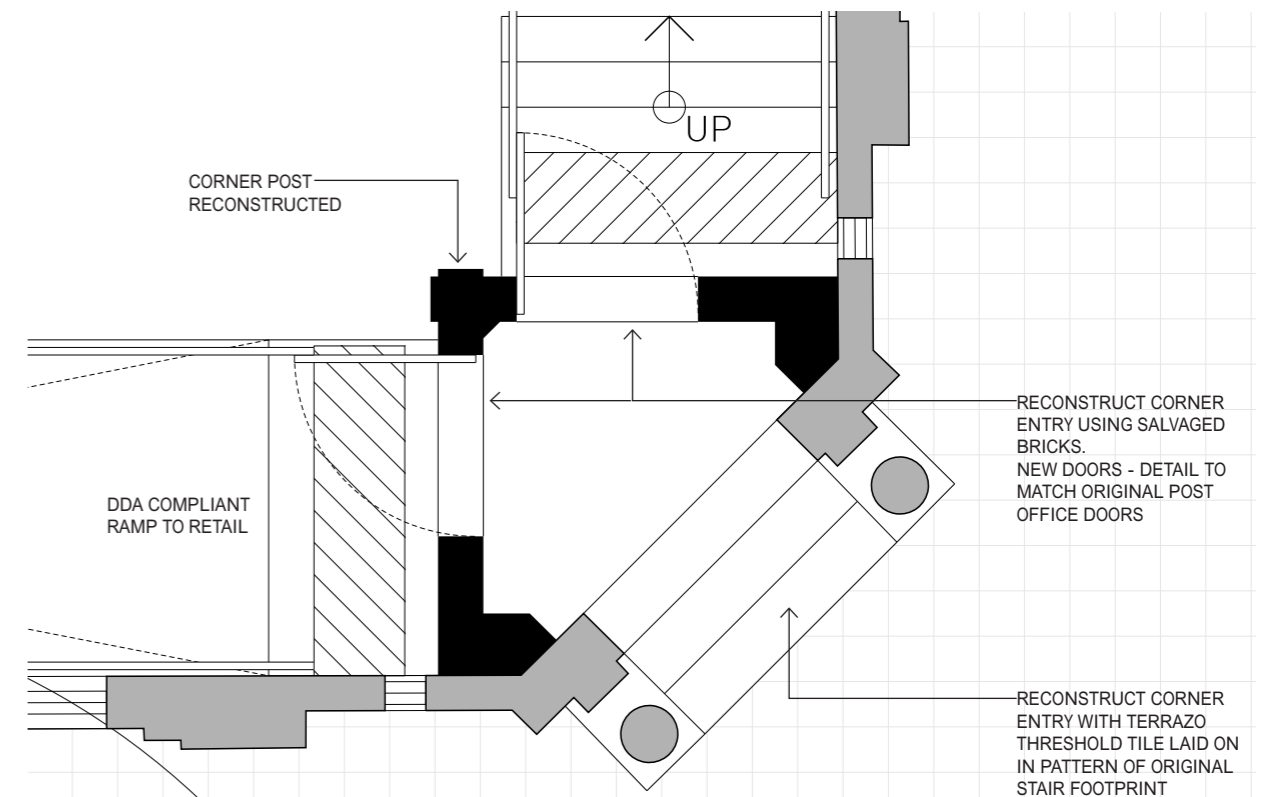 UP
CORNER POST
RECONSTRUCTED
RECONSTRUCT CORNER
ENTRY USING SALVAGED
BRICKS.
NEW DOORS - DETAIL TO
MATCH ORIGINAL POST
OFFICE DOORS
DDA COMPLIANT
RAMP TO RETAIL
RECONSTRUCT CORNER
ENTRY WITH TERRAZO
THRESHOLD TILE LAID ON
IN PATTERN OF ORIGINAL
STAIR FOOTPRINT